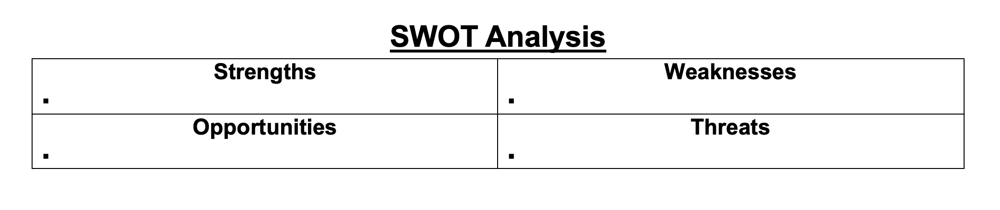 SWOT Analysis
Strengths
▪
Weaknesses
▪
Opportunities
▪
Threats
▪